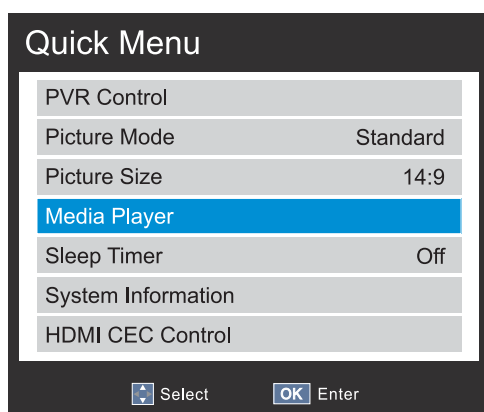 Quick Menu
PVR Control
Picture Mode Standard
Picture Size 14:9
Media Player
Sleep Timer Off
System Information
HDMI CEC Control
Select OK Enter